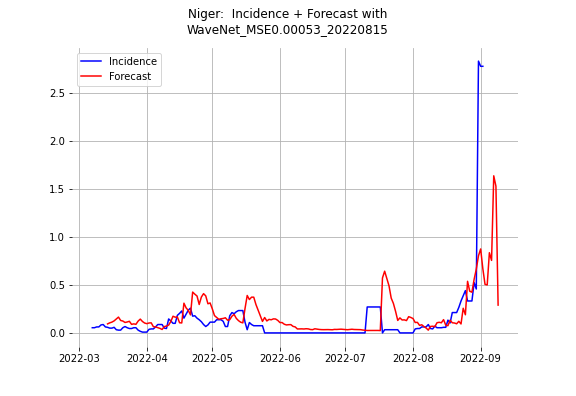 Niger:  Incidence + Forecast with
WaveNet_MSE0.00053_20220815
Incidence
Forecast
2.5
2.0
1.5
1.0
0.5
0.0
2022-03 2022-04 2022-05 2022-06 2022-07 2022-08 2022-09